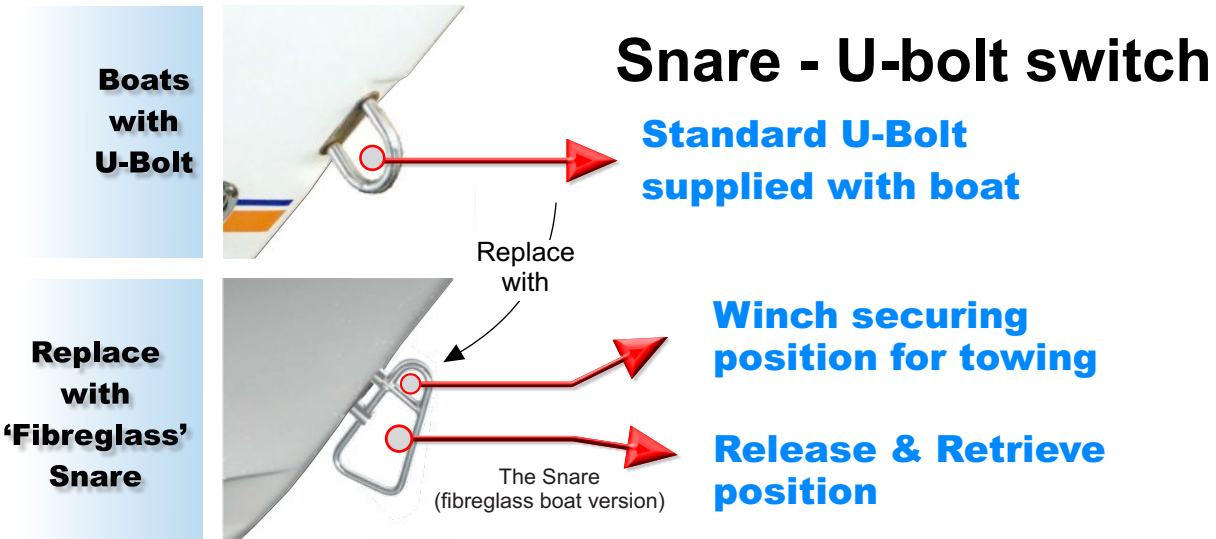 Snare - U-bolt switch
Boats
with
U-Bolt
Standard U-Bolt
supplied with boat
Replace
with
Replace
with
‘Fibreglass’
Snare
Winch securing
position for towing
Release & Retrieve
position
The Snare
(fibreglass boat version)